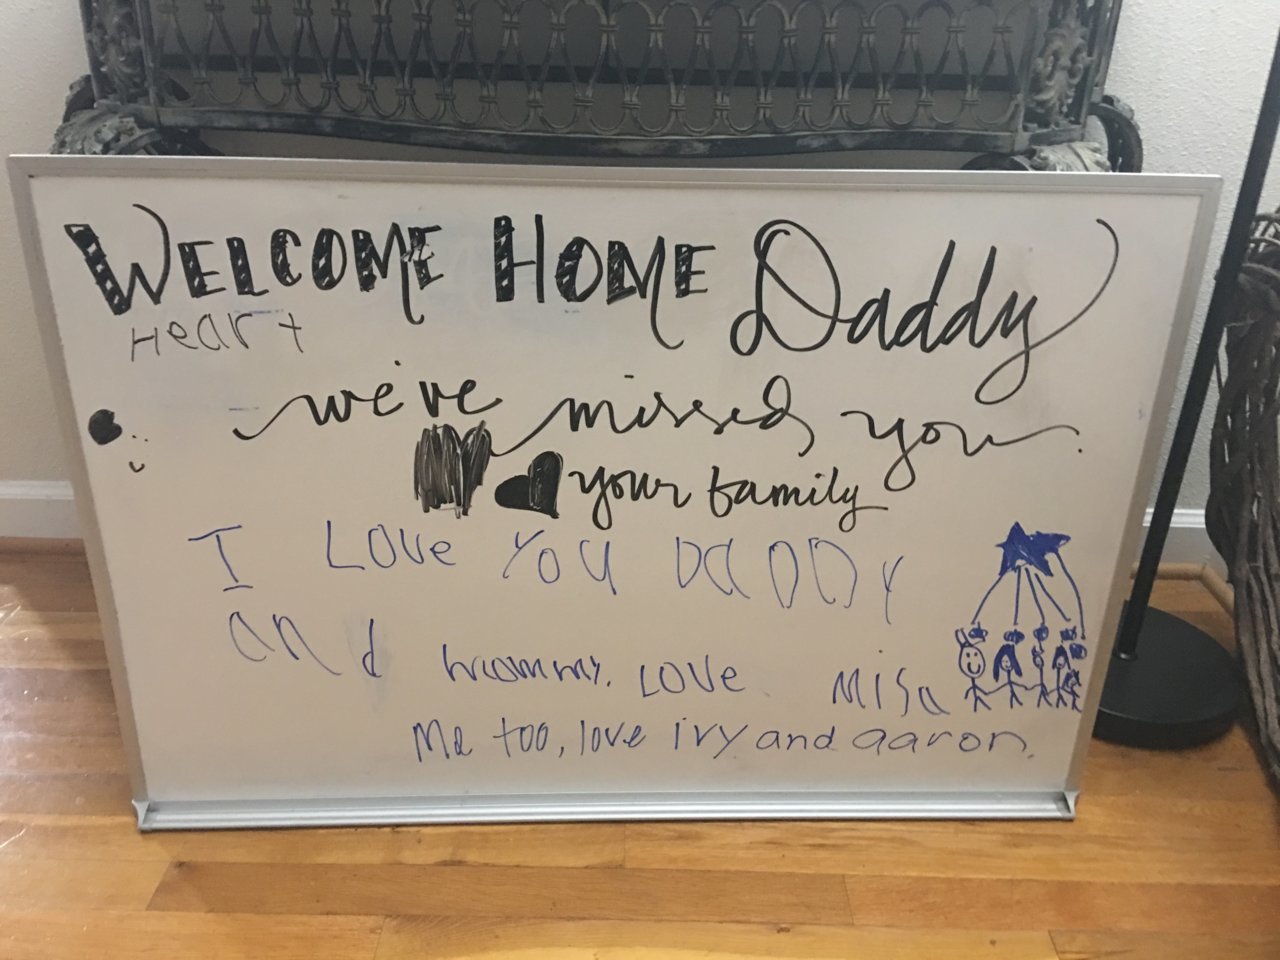 WELCOME HOME Daddy
Heart
we've missed you.
your family
I Love You DaDDy
and mommy. Love Misa
Me too, love ivy and aaron.